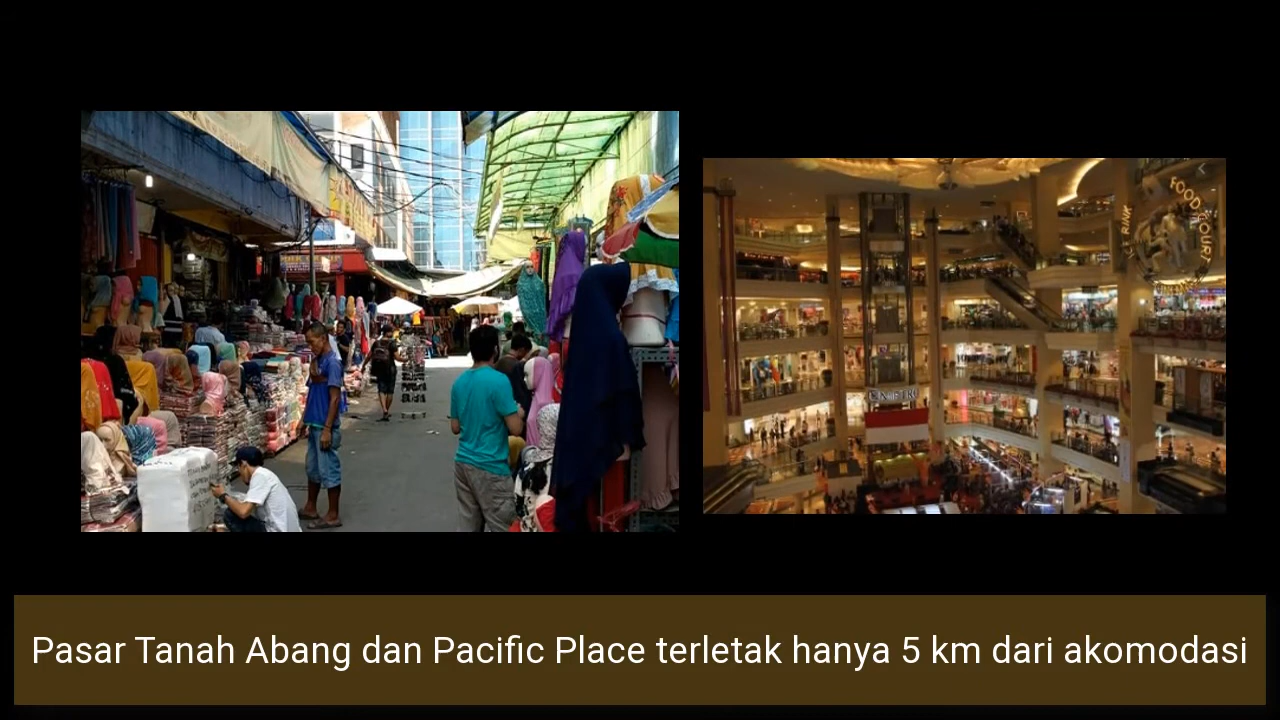 FOOD COURT
ICE RINK
Pasar Tanah Abang dan Pacific Place terletak hanya 5 km dari akomodasi